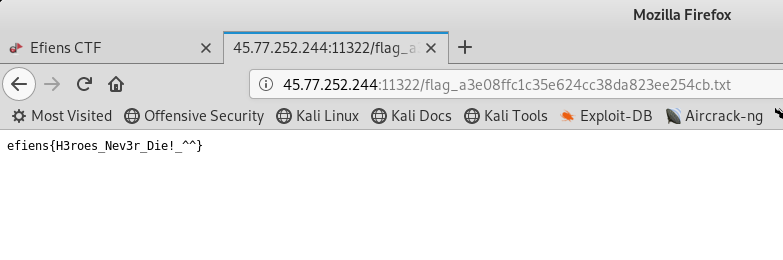 Mozilla Firefox
Efiens CTF
45.77.252.244:11322/flag_a
45.77.252.244:11322/flag_a3e08ffc1c35e624cc38da823ee254cb.txt
Most Visited Offensive Security Kali Linux Kali Docs Kali Tools Exploit-DB Aircrack-ng
efiens{H3roes_Nev3r_Die!_^^}